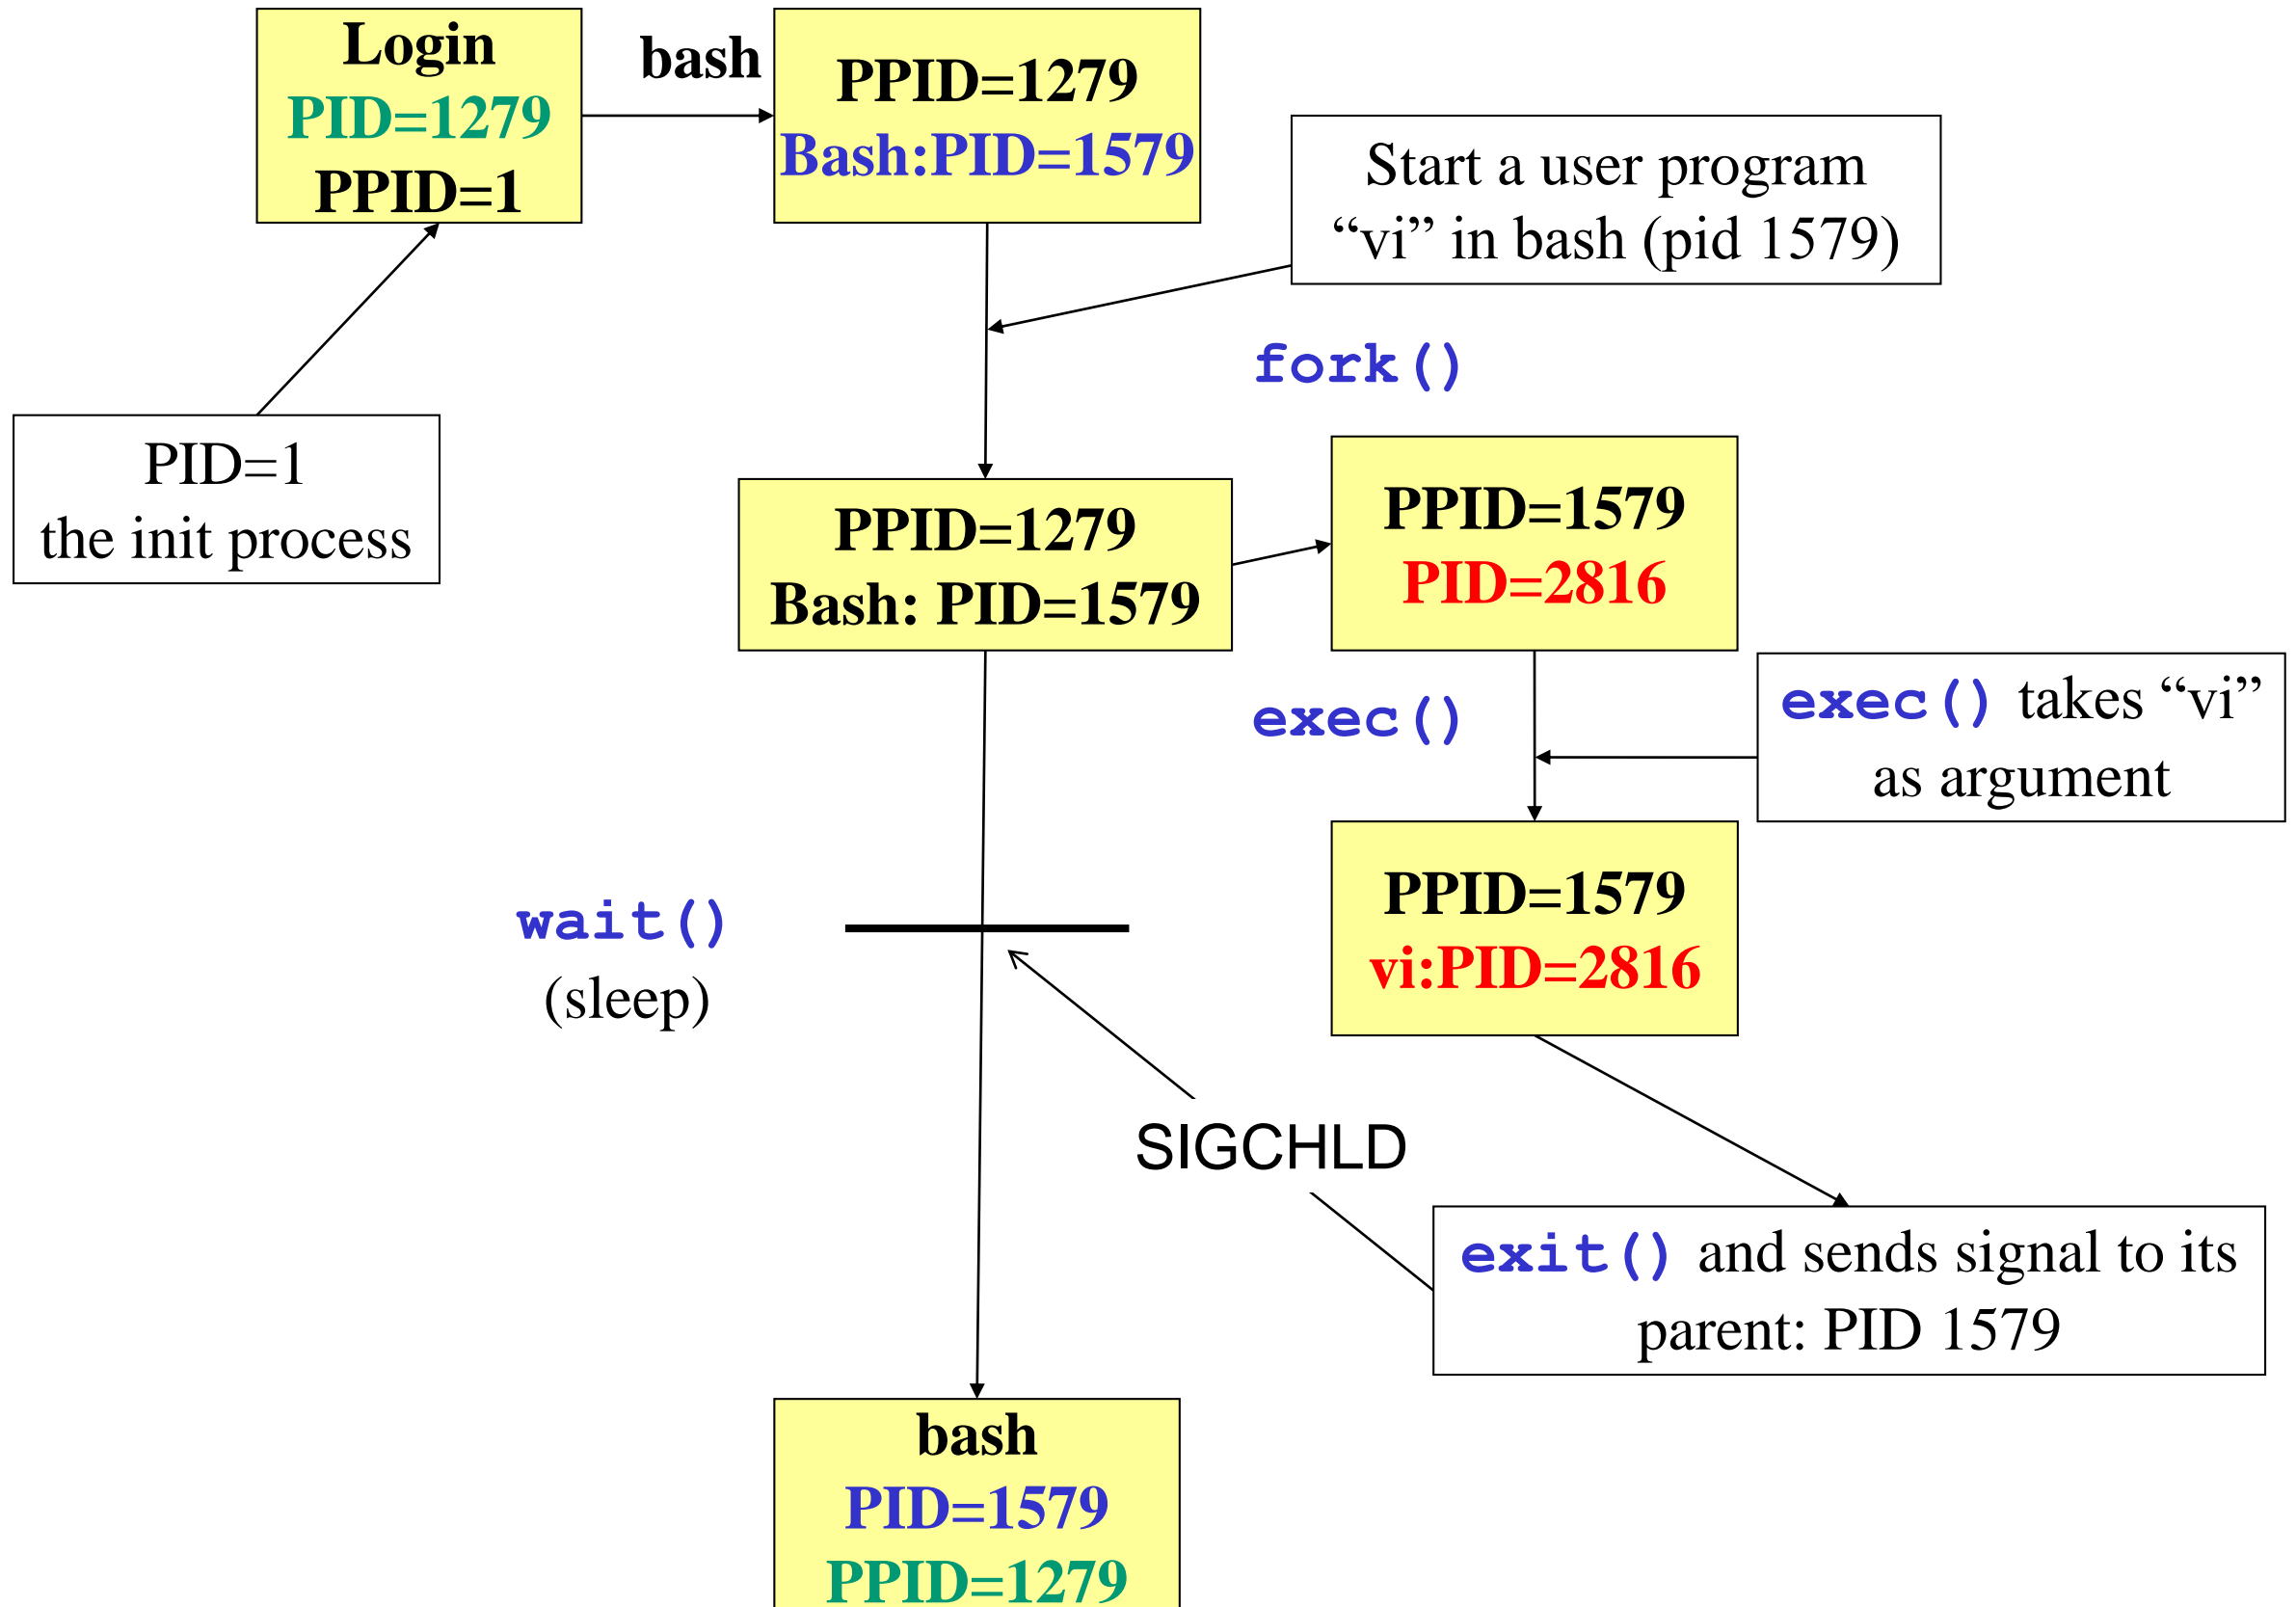 Login
PID=1279
PPID=1
bash
PPID=1279
Bash:PID=1579
Start a user program
“vi” in bash (pid 1579)
fork()
PID=1
the init process
PPID=1279
Bash: PID=1579
PPID=1579
PID=2816
exec()
exec() takes “vi”
as argument
PPID=1579
vi:PID=2816
wait()
(sleep)
SIGCHLD
exit() and sends signal to its
parent: PID 1579
bash
PID=1579
PPID=1279